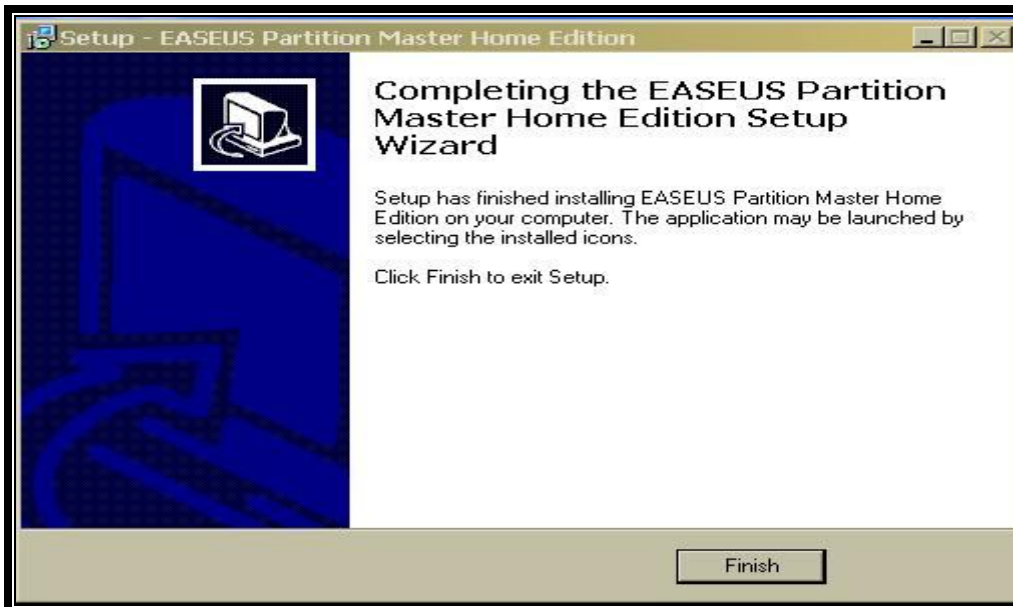 Setup - EASEUS Partition Master Home Edition
Completing the EASEUS Partition
Master Home Edition Setup
Wizard
Setup has finished installing EASEUS Partition Master Home
Edition on your computer. The application may be launched by
selecting the installed icons.
Click Finish to exit Setup.
Finish